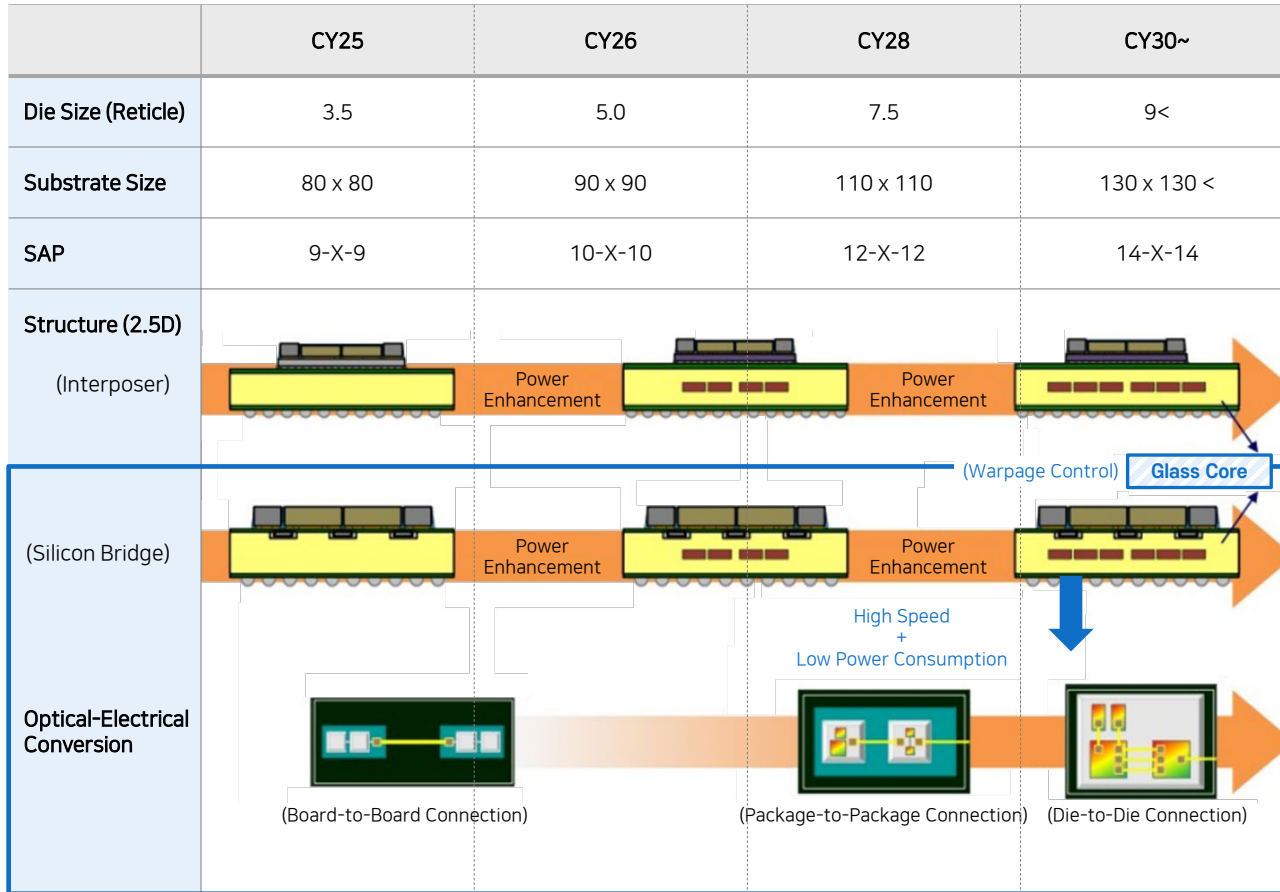 CY25
CY26
CY28
CY30~
Die Size (Reticle)
3.5
5.0
7.5
9<
Substrate Size
80 x 80
90 x 90
110 x 110
130 x 130 <
SAP
9-X-9
10-X-10
12-X-12
14-X-14
Structure (2.5D)
(Interposer)
Power
Enhancement
Power
Enhancement
(Warpage Control)
Glass Core
(Silicon Bridge)
Power
Enhancement
Power
Enhancement
High Speed
+
Low Power Consumption
Optical-Electrical
Conversion
(Board-to-Board Connection)
(Package-to-Package Connection)
(Die-to-Die Connection)